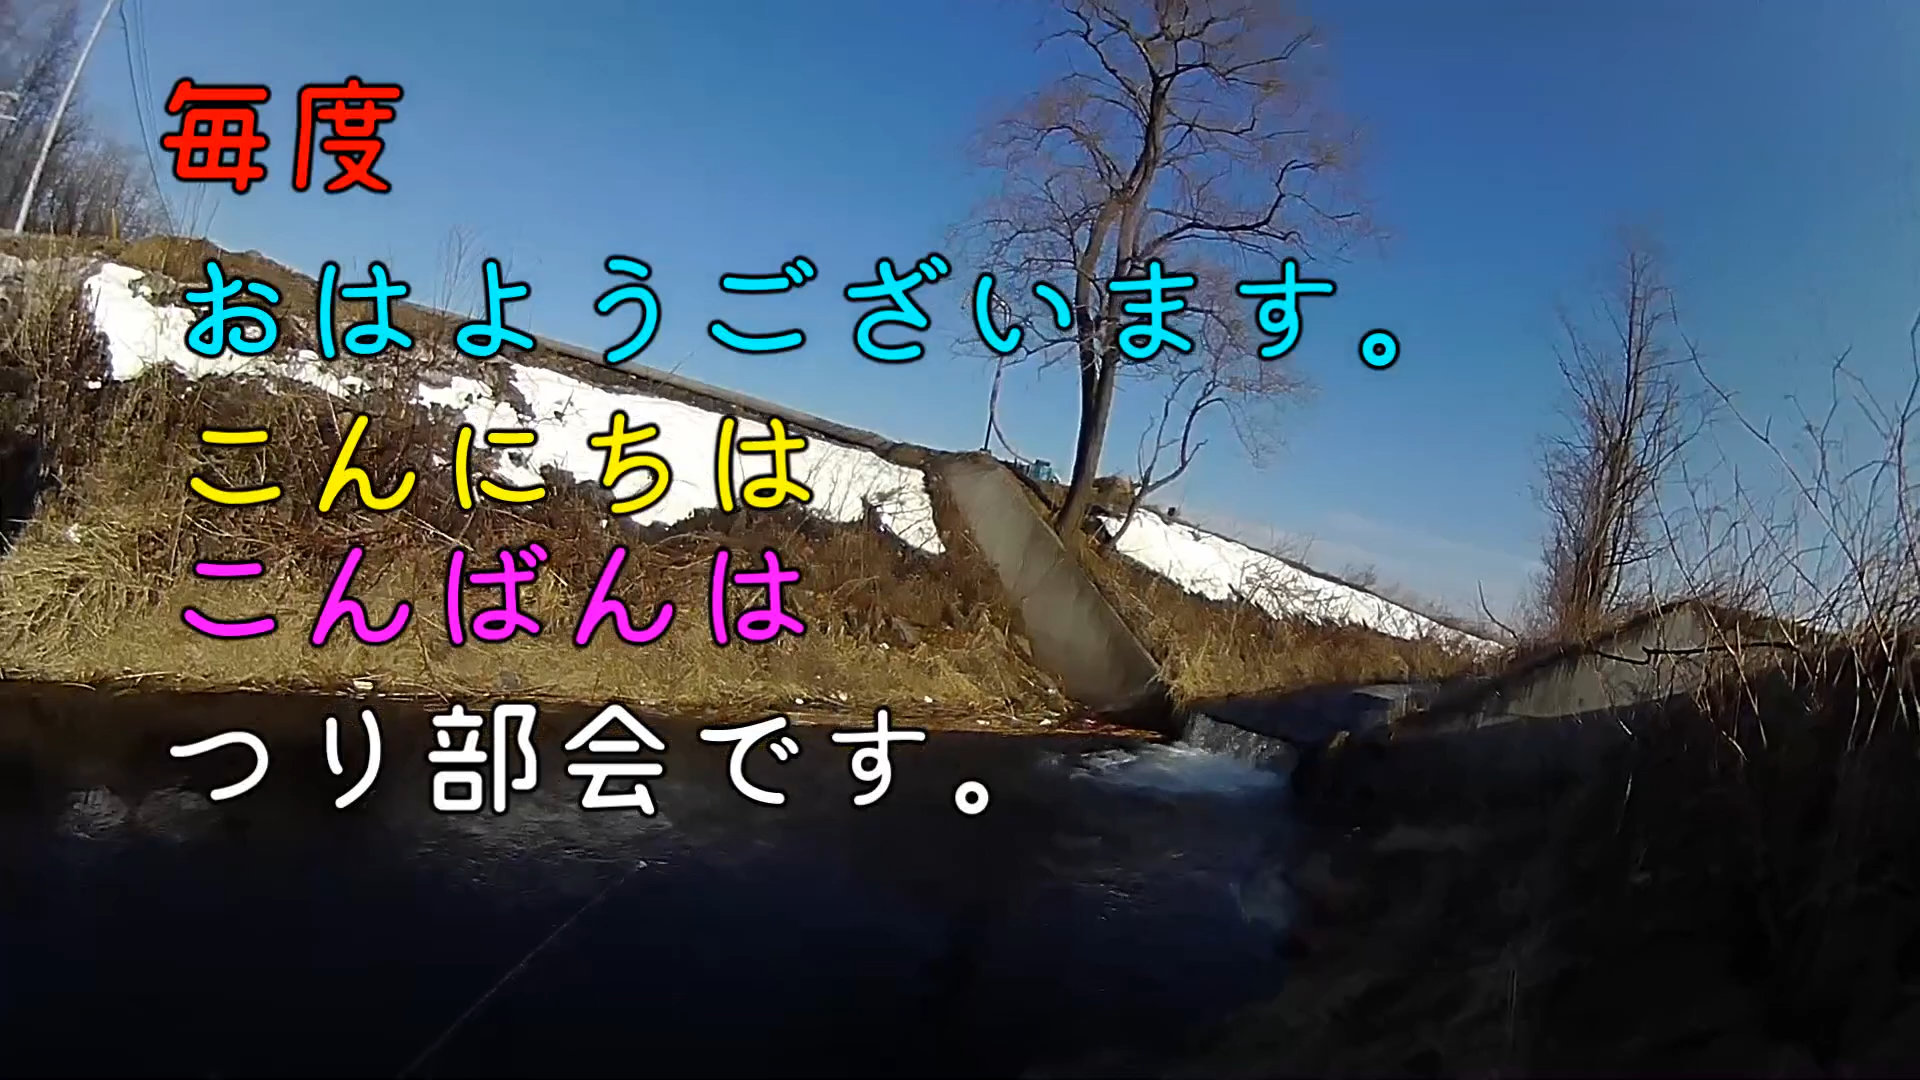 毎度
おはようございます。
こんにちは
こんばんは
つり部会です。